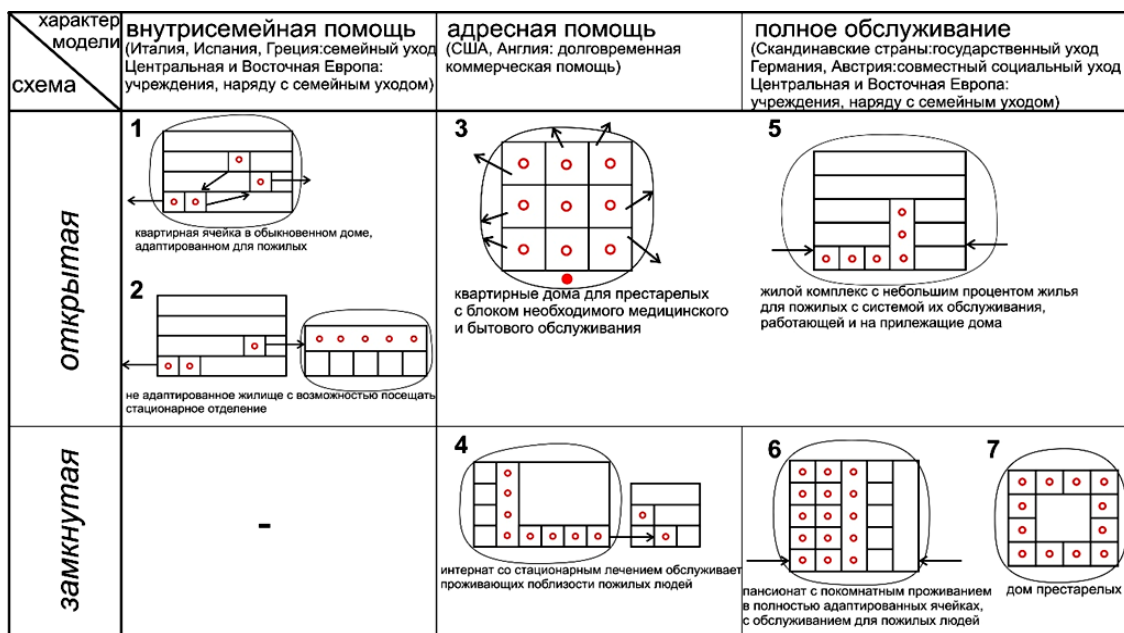 характер
модели
схема
внутрисемейная помощь
(Италия, Испания, Греция:семейный уход
Центральная и Восточная Европа:
учреждения, наряду с семейным уходом)
адресная помощь
(США, Англия: долговременная
коммерческая помощь)
полное обслуживание
(Скандинавские страны:государственный уход
Германия, Австрия:совместный социальный уход
Центральная и Восточная Европа:
учреждения, наряду с семейным уходом)
открытая
1
квартирная ячейка в обыкновенном доме,
адаптированном для пожилых
2
не адаптированное жилище с возможностью посещать
стационарное отделение
3
квартирные дома для престарелых
с блоком необходимого медицинского
и бытового обслуживания
5
жилой комплекс с небольшим процентом жилья
для пожилых с системой их обслуживания,
работающей и на прилежащие дома
замкнутая
-
4
интернат со стационарным лечением обслуживает
проживающих поблизости пожилых людей
6
пансионат с покомнатным проживанием
в полностью адаптированных ячейках,
с обслуживанием для пожилых людей
7
дом престарелых